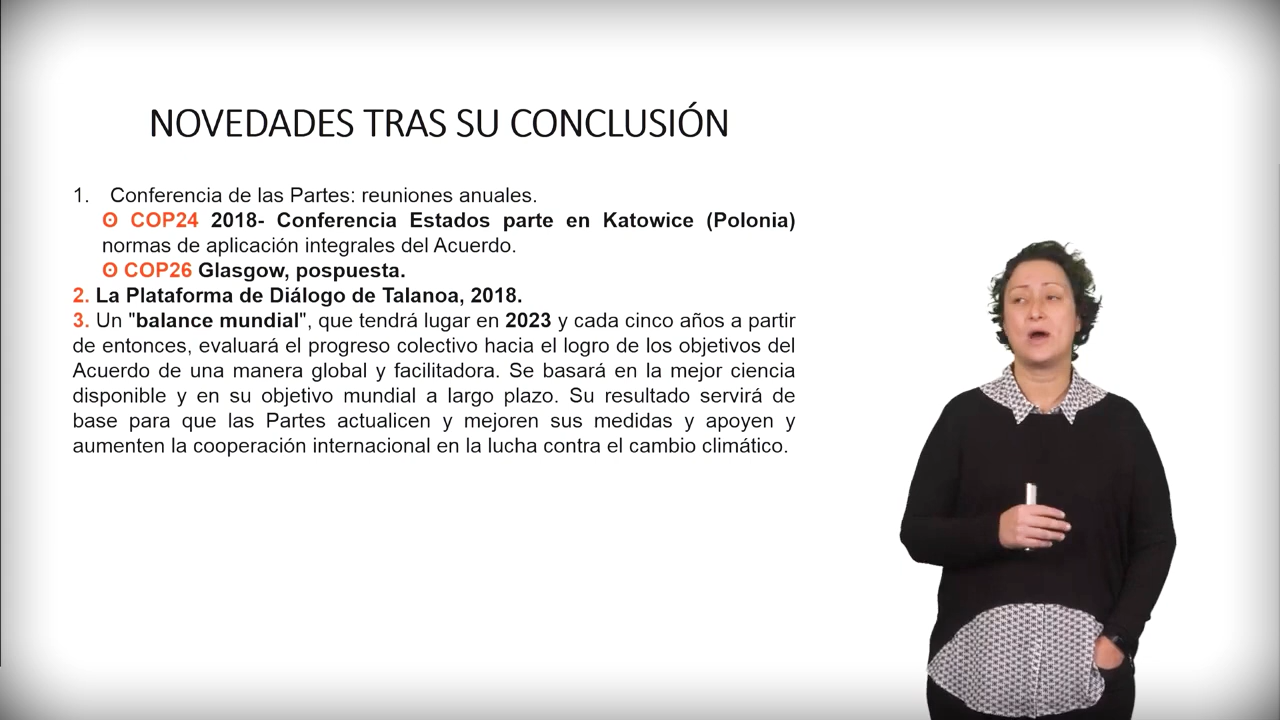 NOVEDADES TRAS SU CONCLUSIÓN
1. Conferencia de las Partes: reuniones anuales.
ʘ COP24 2018- Conferencia Estados parte en Katowice (Polonia)
normas de aplicación integrales del Acuerdo.
ʘ COP26 Glasgow, pospuesta.
2. La Plataforma de Diálogo de Talanoa, 2018.
3. Un "balance mundial", que tendrá lugar en 2023 y cada cinco años a partir
de entonces, evaluará el progreso colectivo hacia el logro de los objetivos del
Acuerdo de una manera global y facilitadora. Se basará en la mejor ciencia
disponible y en su objetivo mundial a largo plazo. Su resultado servirá de
base para que las Partes actualicen y mejoren sus medidas y apoyen y
aumenten la cooperación internacional en la lucha contra el cambio climático.